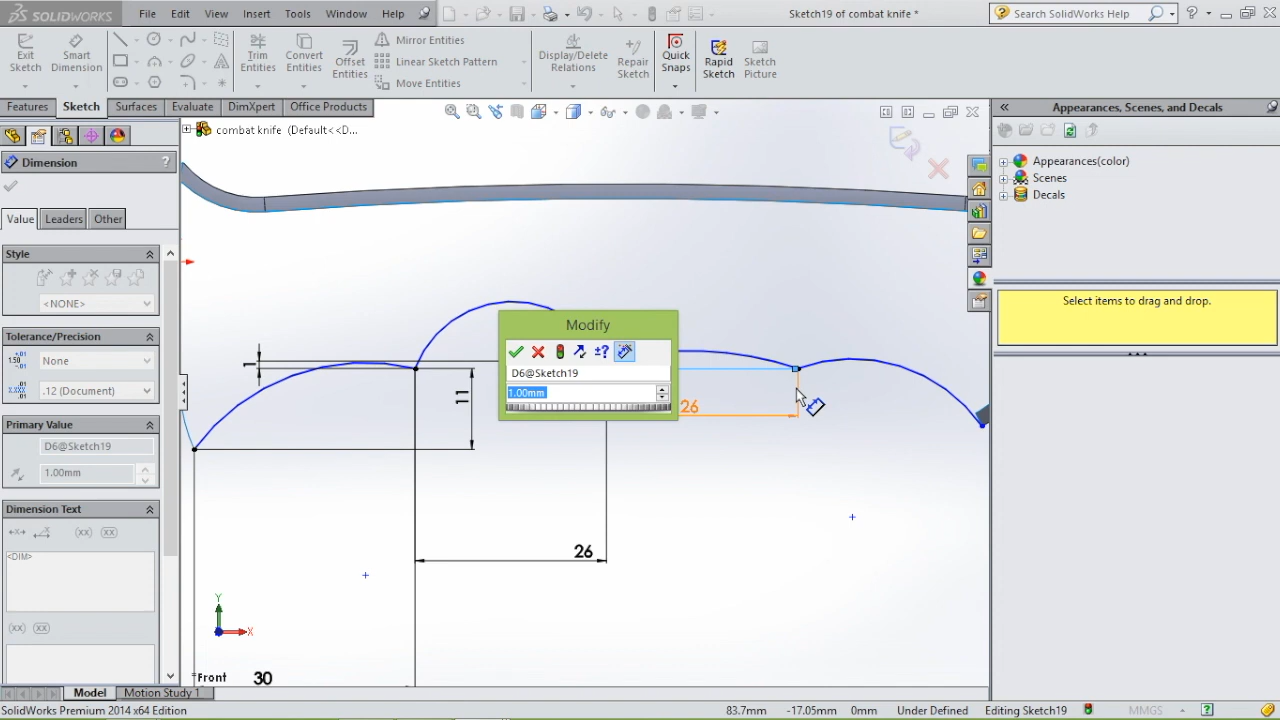 SOLIDWORKS
File Edit View Insert Tools Window Help
Sketch19 of combat knife *
Search SolidWorks Help
Exit Sketch
Smart Dimension
Trim Entities
Convert Entities
Offset Entities
Mirror Entities
Linear Sketch Pattern
Move Entities
Display/Delete Relations
Repair Sketch
Quick Snaps
Rapid Sketch
Sketch Picture
Features Sketch Surfaces Evaluate DimXpert Office Products
Appearances, Scenes, and Decals
combat knife (Default<<D...
Dimension
?
Value Leaders Other
Style
<NONE>
Tolerance/Precision
None
.12 (Document)
Primary Value
D6@Sketch19
1.00mm
Dimension Text
<DIM>
Appearances(color)
Scenes
Decals
Select items to drag and drop.
Modify
D6@Sketch19
1.00mm
1
11
26
26
30
Y
X
*Front
Model Motion Study 1
SolidWorks Premium 2014 x64 Edition
83.7mm -17.05mm 0mm Under Defined Editing Sketch19 MMGS